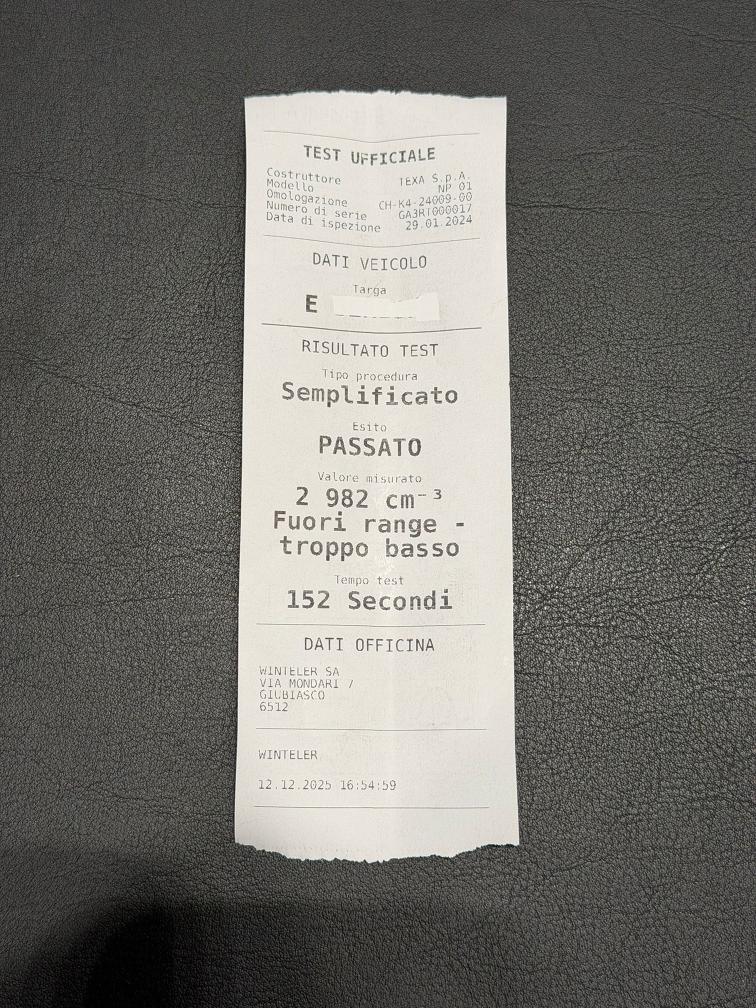 TEST UFFICIALE
Costruttore TEXA S.p.A.
Modello NP 01
Omologazione CH-K4-24009-00
Numero di serie GA3RT000017
Data di ispezione 29.01.2024
DATI VEICOLO
Targa
E
RISULTATO TEST
Tipo procedura
Semplificato
Esito
PASSATO
Valore misurato
2 982 cm⁻³
Fuori range -
troppo basso
Tempo test
152 Secondi
DATI OFFICINA
WINTELER SA
VIA MONDARI 7
GIUBIASCO
6512
WINTELER
12.12.2025 16:54:59